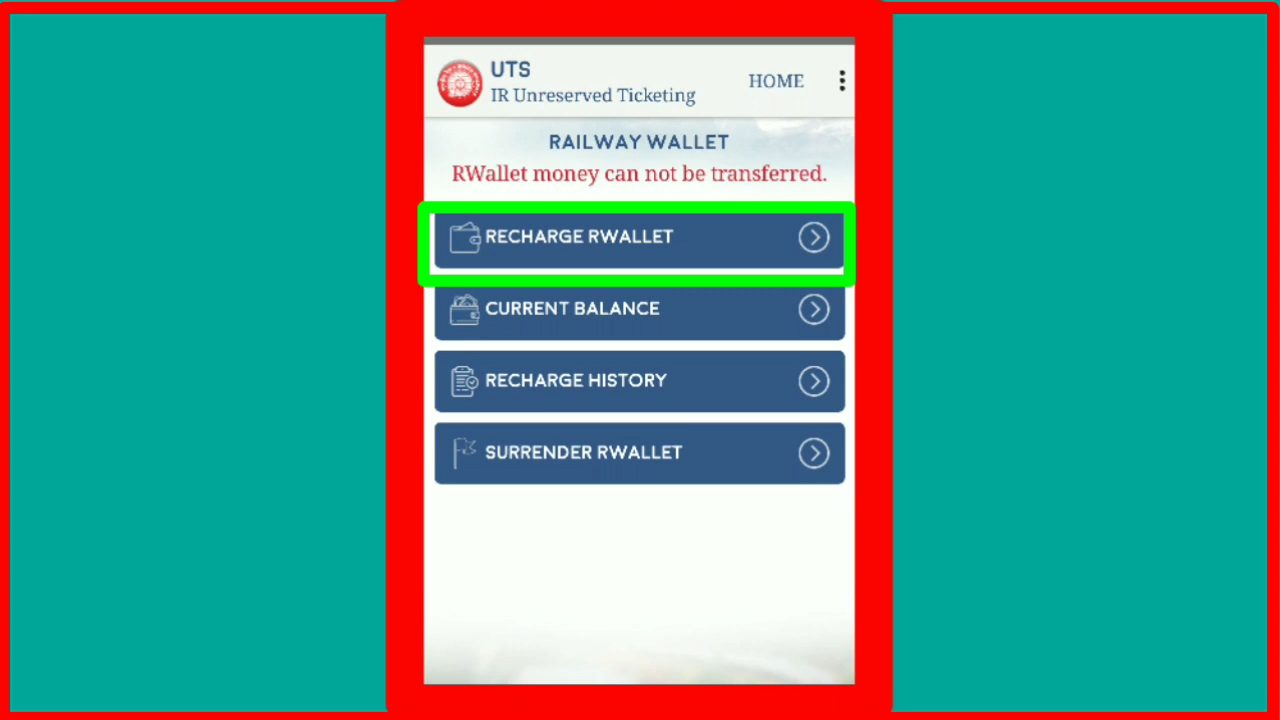 UTS
IR Unreserved Ticketing
HOME
RAILWAY WALLET
RWallet money can not be transferred.
RECHARGE RWALLET
CURRENT BALANCE
RECHARGE HISTORY
SURRENDER RWALLET